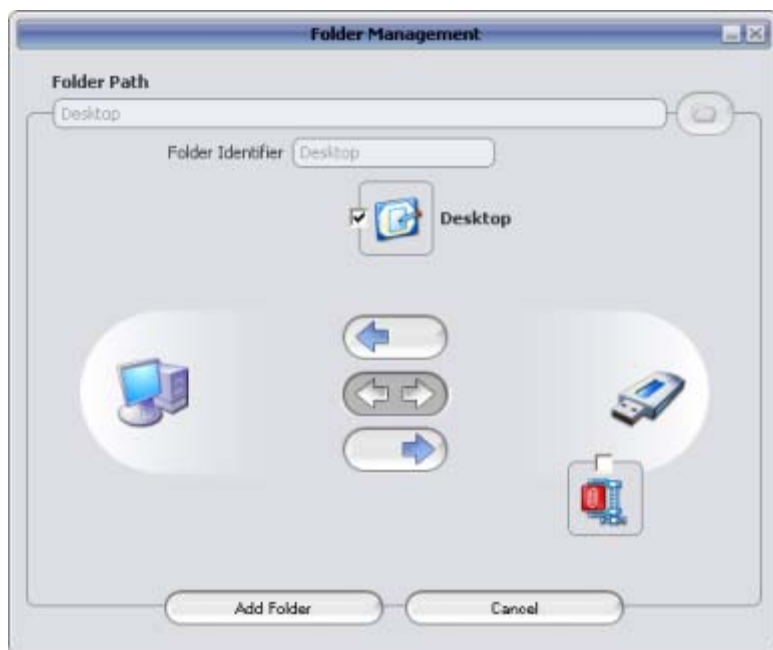 Folder Management
Folder Path
Desktop
Folder Identifier Desktop
Desktop
Add Folder Cancel